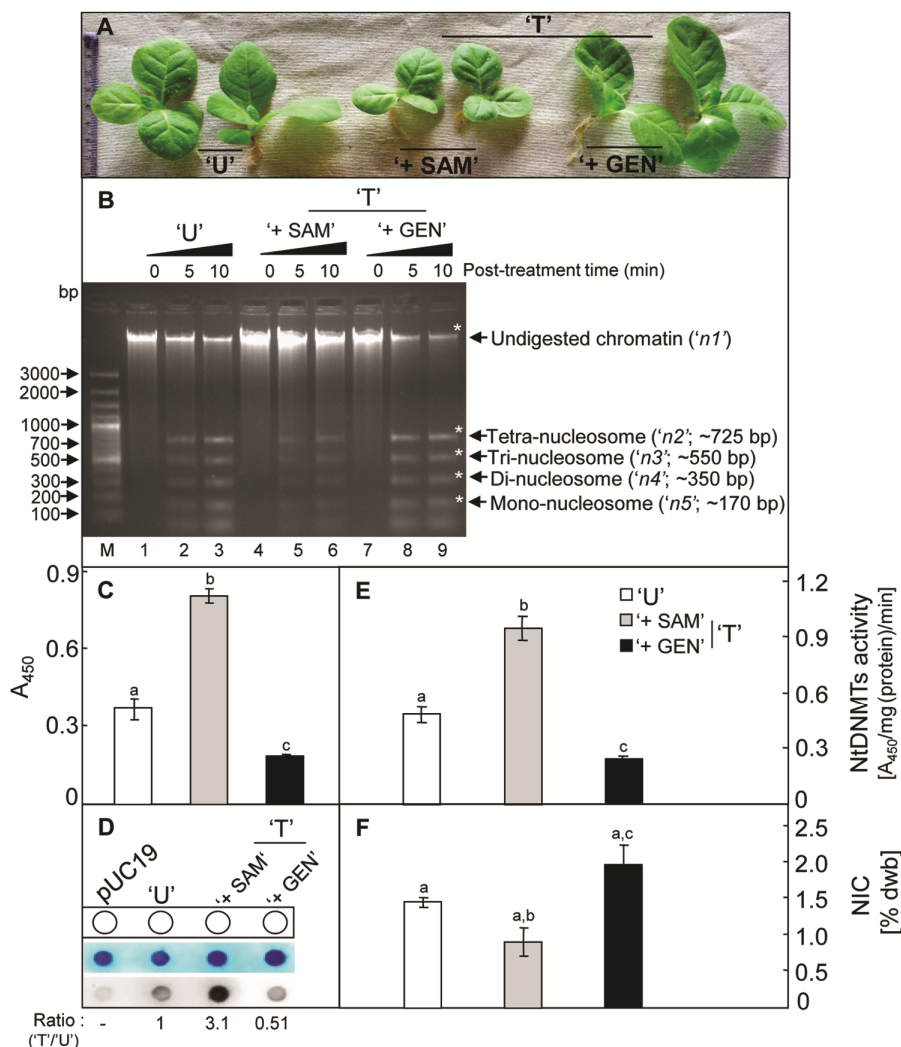 A
'T'
'U'
'+ SAM'
'+ GEN'
B
'T'
'U'
'+ SAM'
'+ GEN'
0 5 10 0 5 10 0 5 10 Post-treatment time (min)
bp
*
Undigested chromatin ('n1')
3000
2000
1000
700
500
300
200
100
* Tetra-nucleosome ('n2'; ~725 bp)
* Tri-nucleosome ('n3'; ~550 bp)
* Di-nucleosome ('n4'; ~350 bp)
* Mono-nucleosome ('n5'; ~170 bp)
M 1 2 3 4 5 6 7 8 9
C
0.9
0.6
0.3
0
A450
a
b
c
E
'U'
'+ SAM'
'+ GEN'
'T'
a
b
c
1.2
0.9
0.6
0.3
0
NtDNMTs activity
[A450/mg (protein)/min]
D
'T'
pUC19
'U'
'+ SAM'
'+ GEN'
Ratio : - 1 3.1 0.51
('T'/'U')
F
a
a,b
a,c
2.5
2.0
1.5
1.0
0.5
0
NIC
[% dwb]